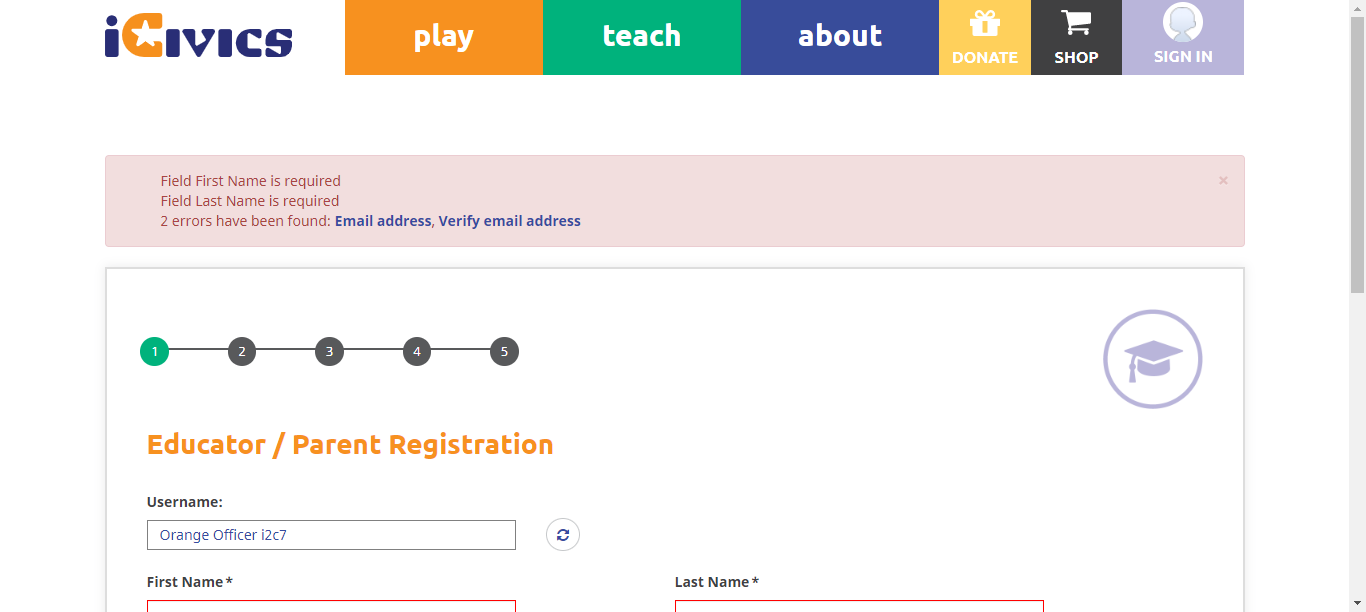 iCivics
play
teach
about
DONATE
SHOP
SIGN IN
Field First Name is required
×
Field Last Name is required
2 errors have been found: Email address, Verify email address
1 2 3 4 5
Educator / Parent Registration
Username:
Orange Officer i2c7
First Name *
Last Name *